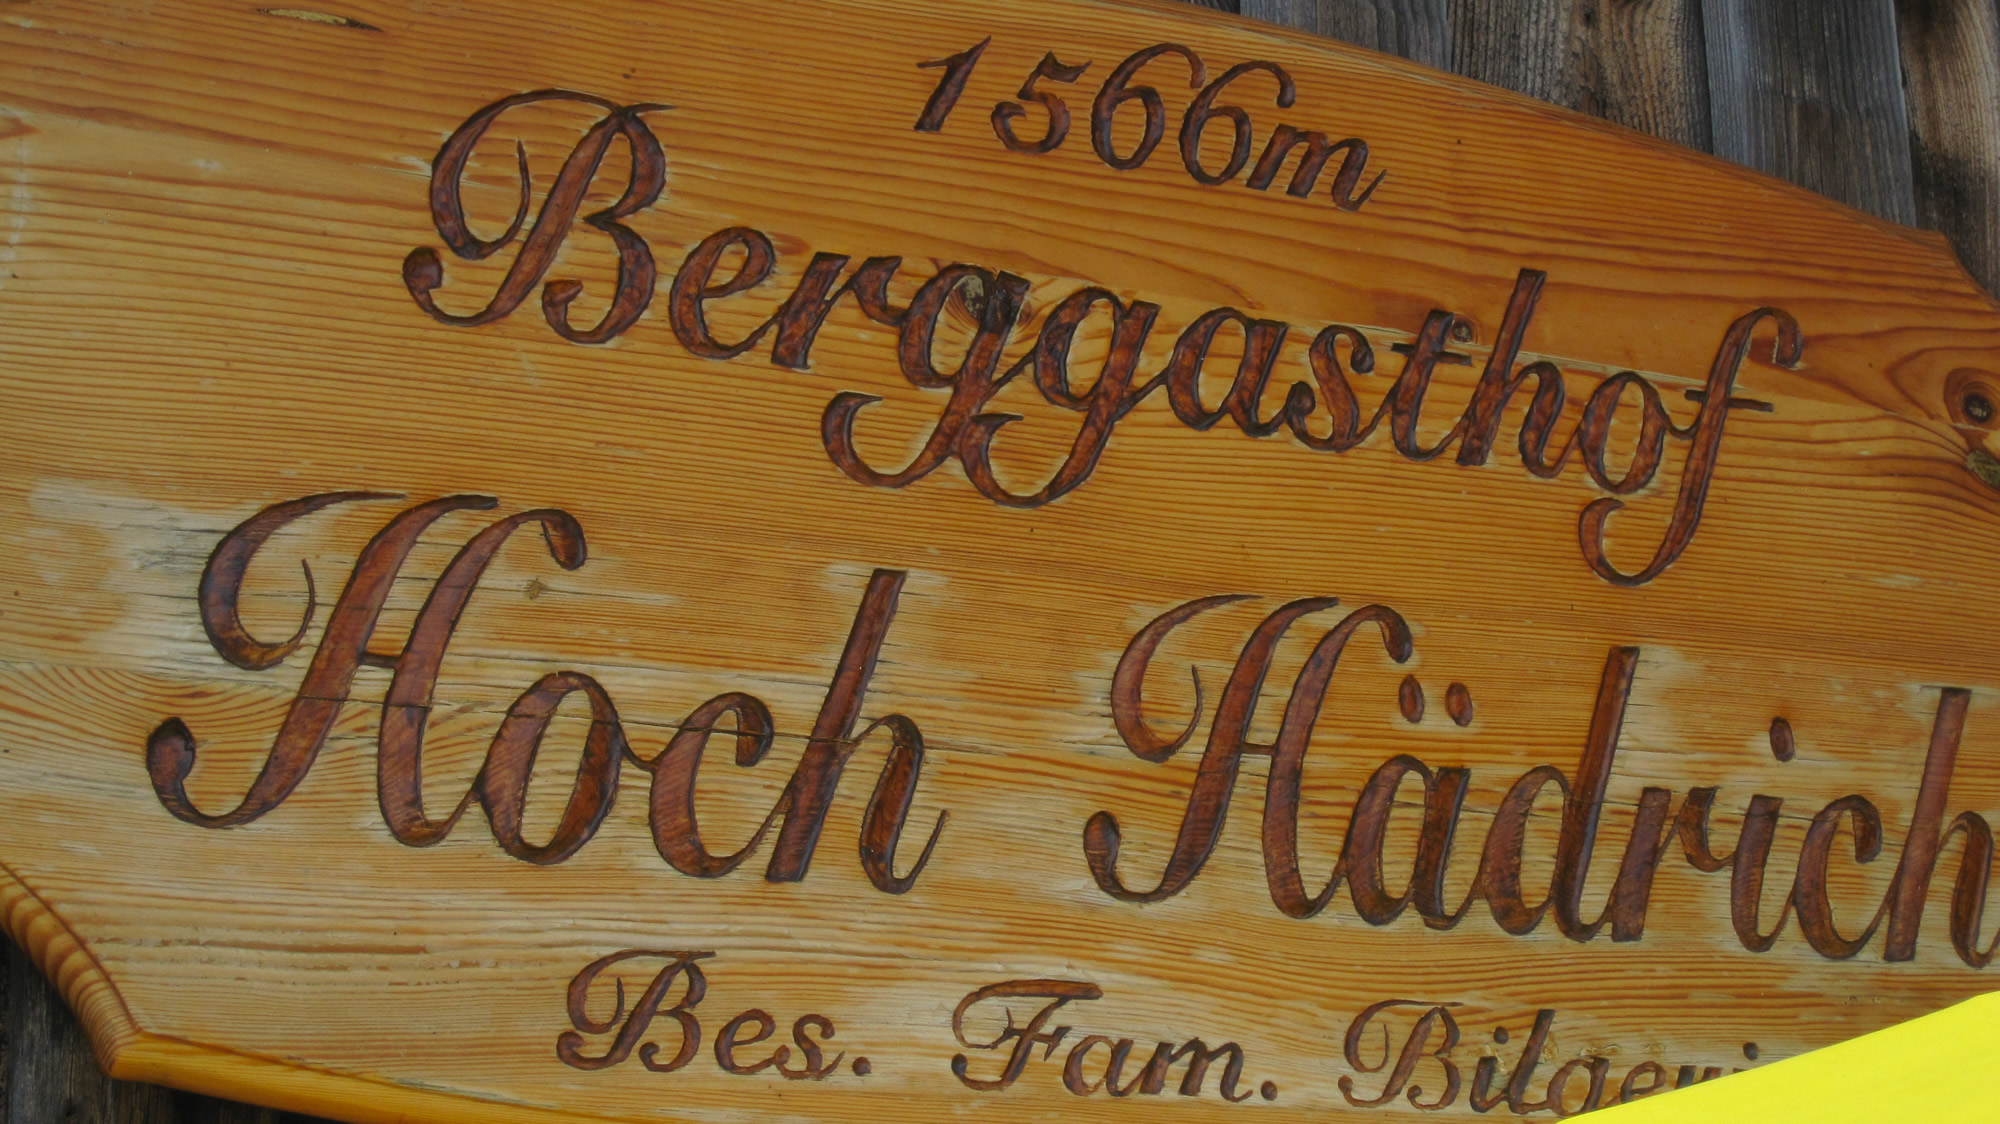 1566m
Berggasthof
Hoch Hädrich
Bes. Fam.